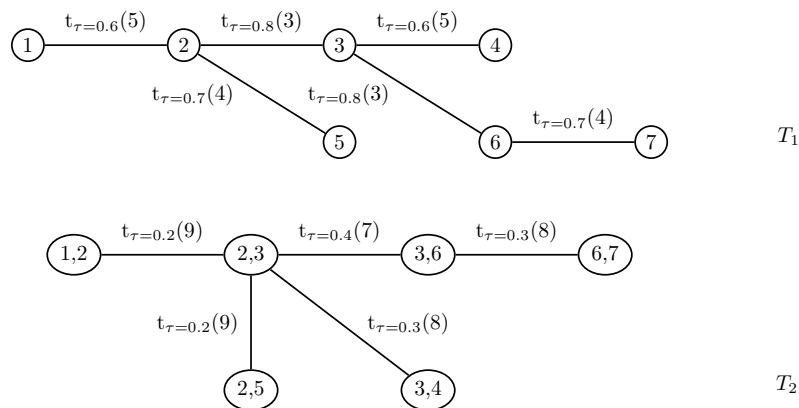 t_{τ=0.6}(5) t_{τ=0.8}(3) t_{τ=0.6}(5)
1 2 3 4
t_{τ=0.7}(4) t_{τ=0.8}(3)
t_{τ=0.7}(4)
5 6 7 T_1
t_{τ=0.2}(9) t_{τ=0.4}(7) t_{τ=0.3}(8)
1,2 2,3 3,6 6,7
t_{τ=0.2}(9) t_{τ=0.3}(8)
2,5 3,4 T_2